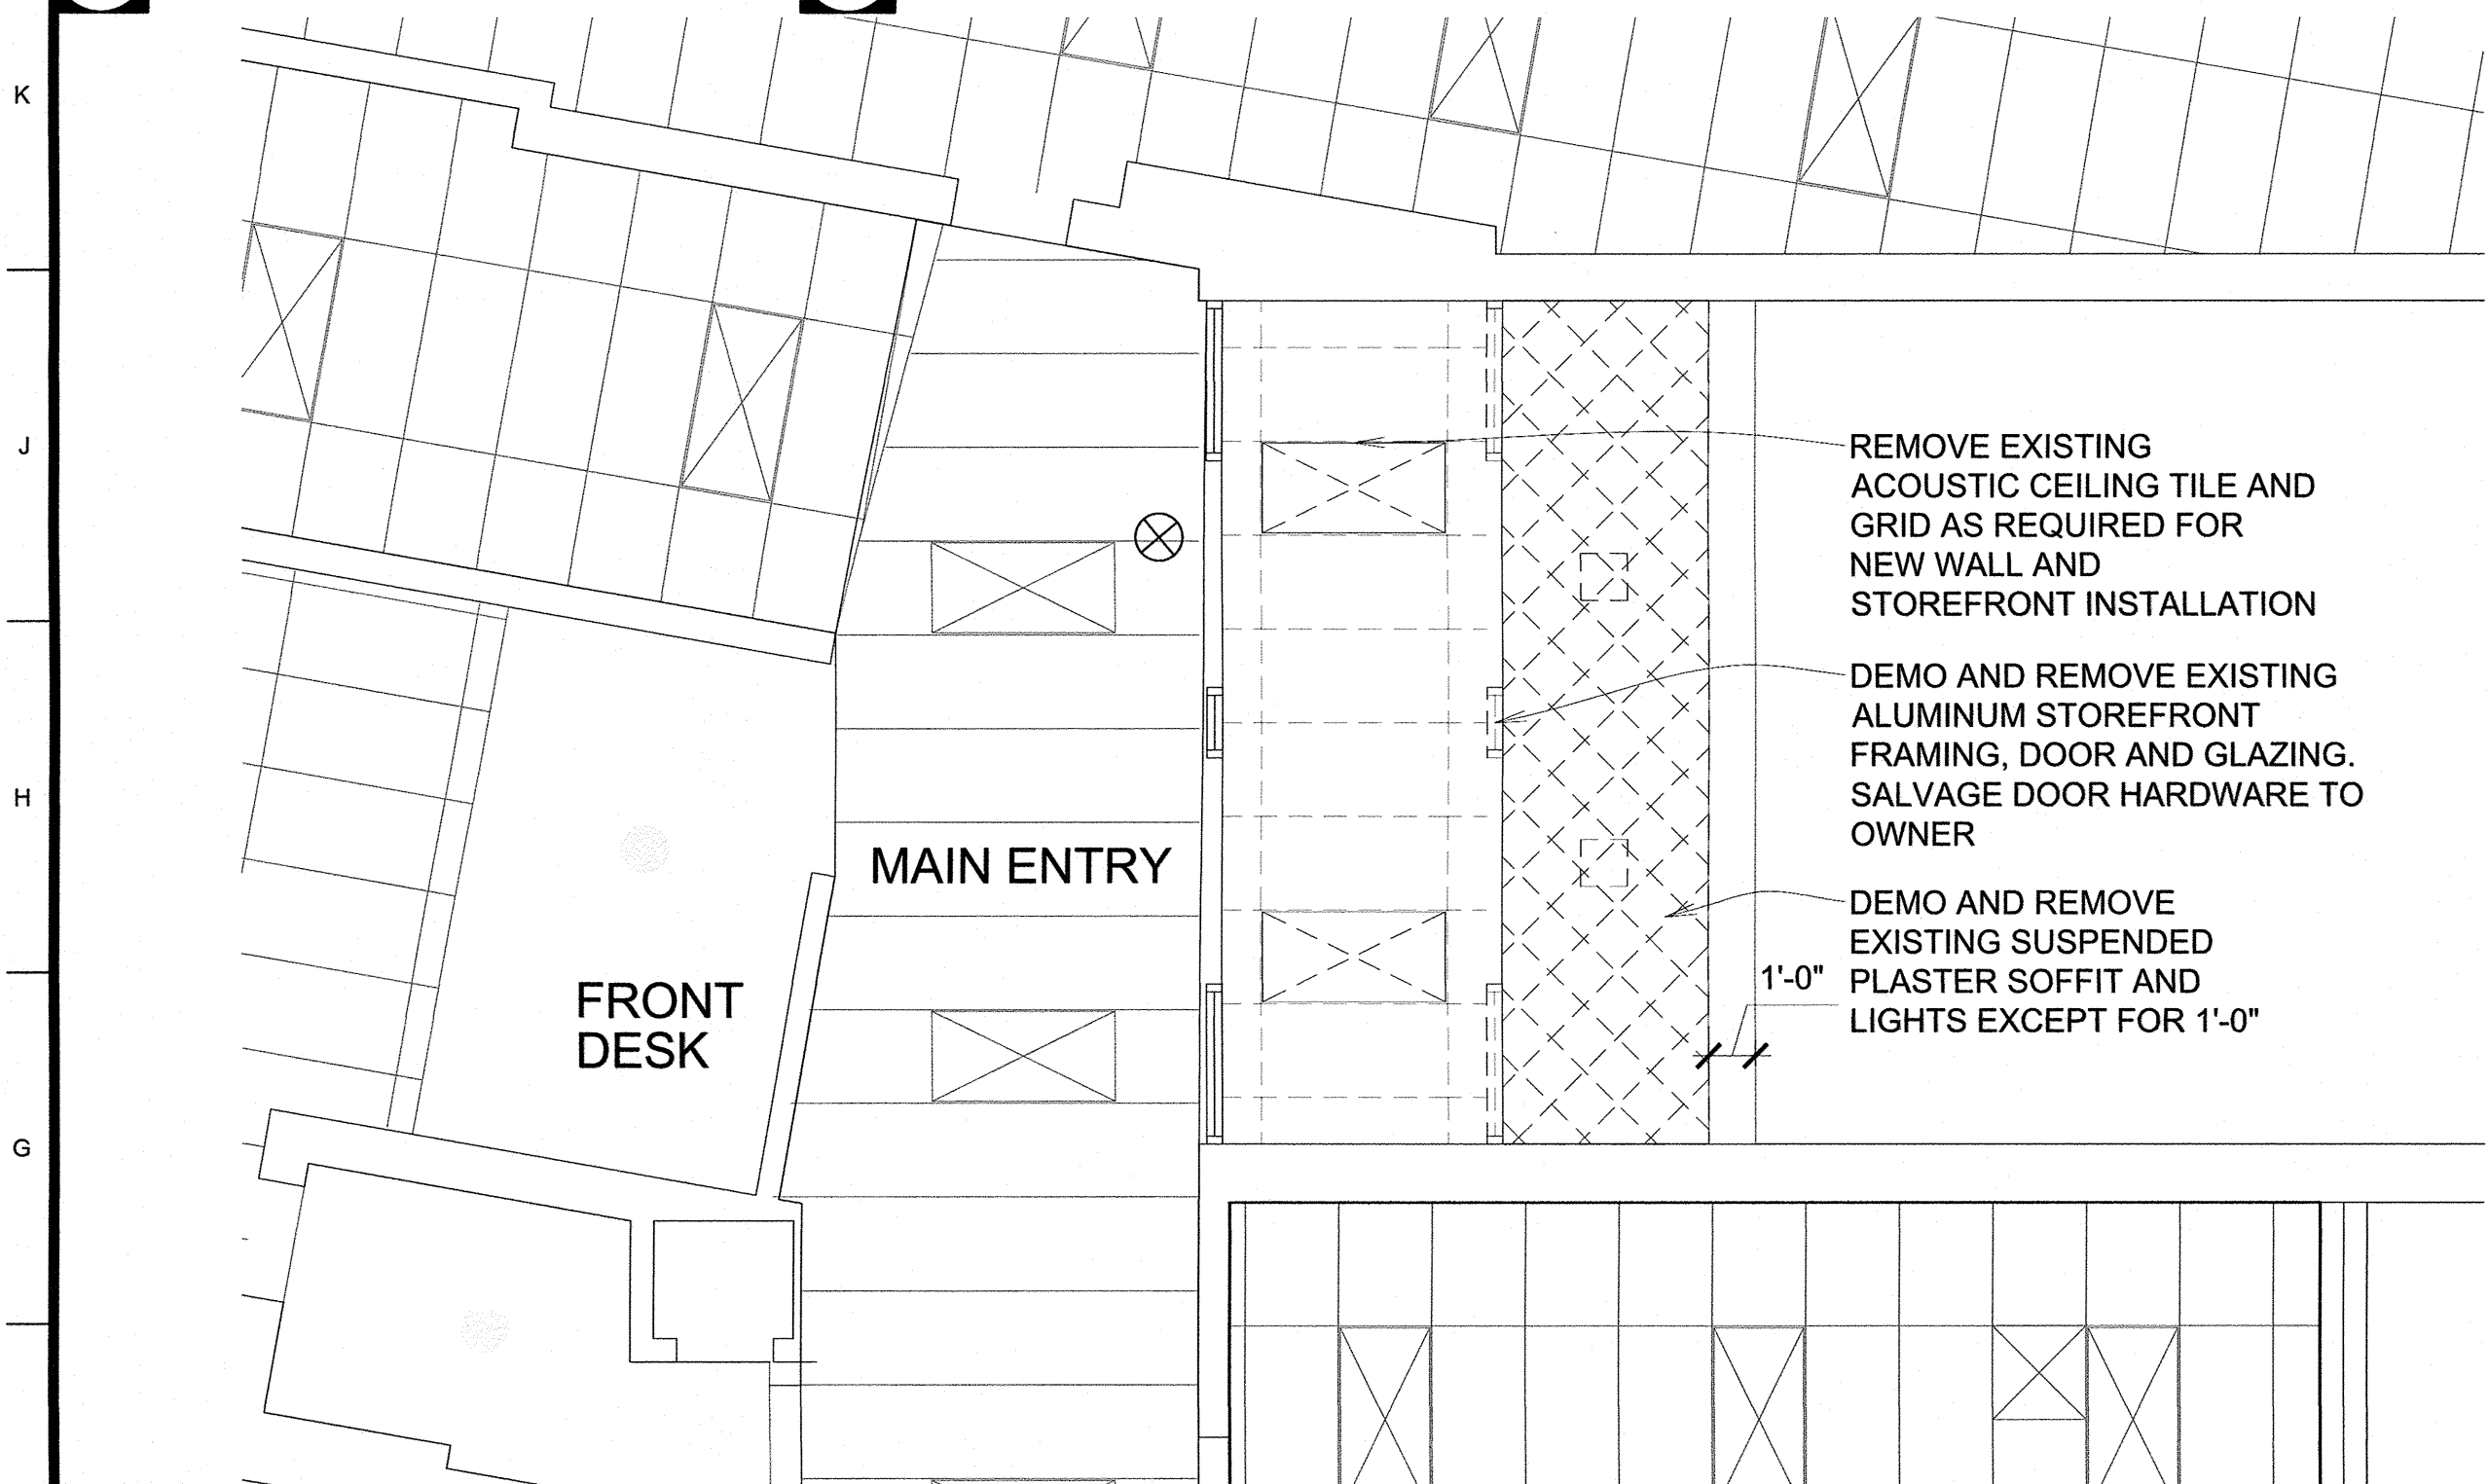 K
J
H
G
REMOVE EXISTING
ACOUSTIC CEILING TILE AND
GRID AS REQUIRED FOR
NEW WALL AND
STOREFRONT INSTALLATION
DEMO AND REMOVE EXISTING
ALUMINUM STOREFRONT
FRAMING, DOOR AND GLAZING.
SALVAGE DOOR HARDWARE TO
OWNER
MAIN ENTRY
DEMO AND REMOVE
EXISTING SUSPENDED
PLASTER SOFFIT AND
LIGHTS EXCEPT FOR 1'-0"
1'-0"
FRONT
DESK